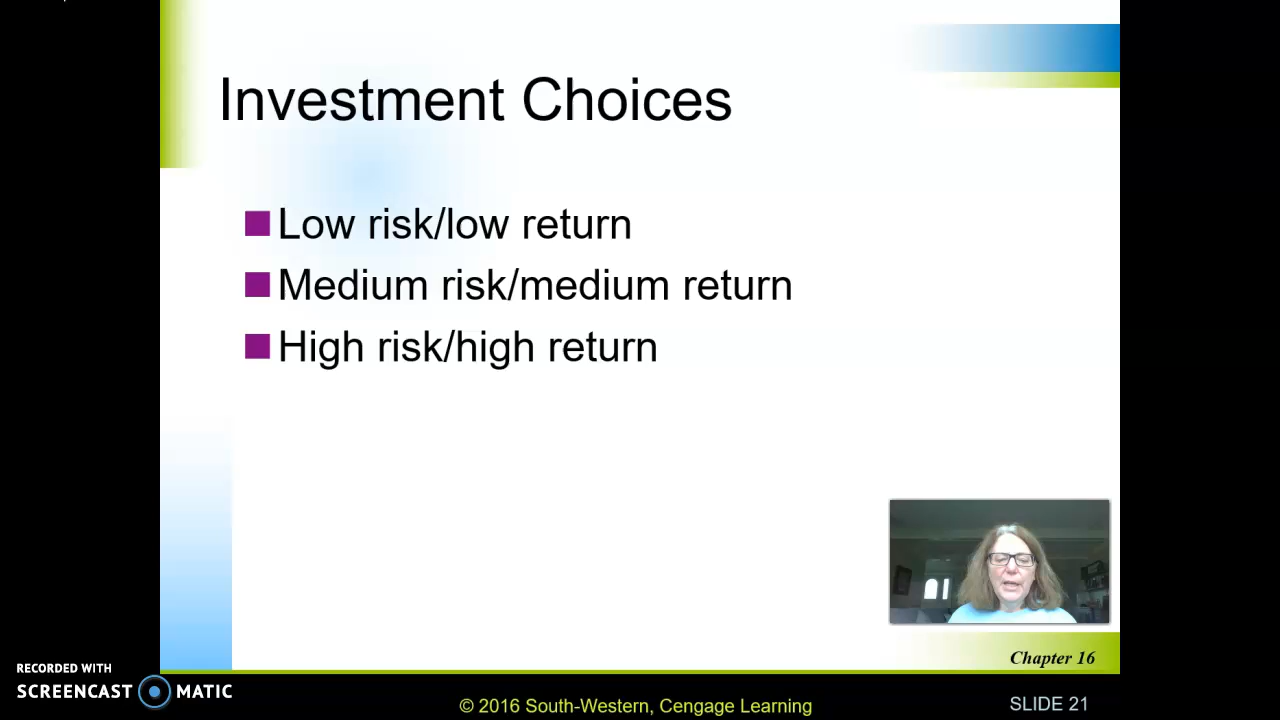 Investment Choices
Low risk/low return
Medium risk/medium return
High risk/high return
Chapter 16
RECORDED WITH
SCREENCAST MATIC
© 2016 South-Western, Cengage Learning
SLIDE 21